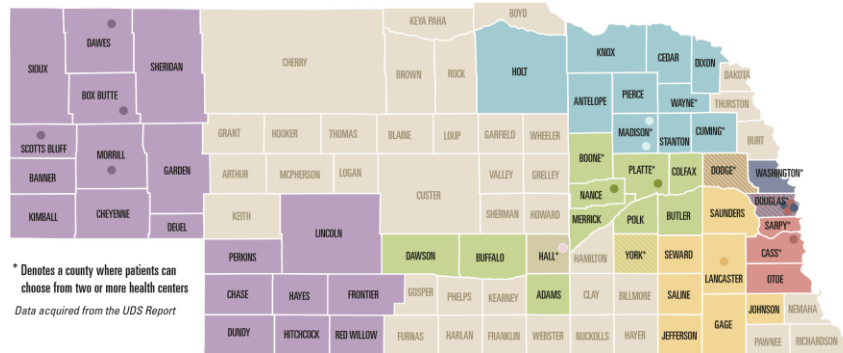 KEYA PAHA
BOYD
SIOUX
DAWES
SHERIDAN
CHERRY
BROWN
ROCK
HOLT
KNOX
CEDAR
DIXON
DAKOTA
BOX BUTTE
ANTELOPE
PIERCE
WAYNE*
THURSTON
SCOTTS BLUFF
MORRILL
GARDEN
GRANT
HOOKER
THOMAS
BLAINE
LOUP
GARFIELD
WHEELER
MADISON*
STANTON
CUMING*
BURT
BANNER
ARTHUR
MCPHERSON
LOGAN
CUSTER
VALLEY
GRELLEY
BOONE*
PLATTE*
COLFAX
DODGE*
WASHINGTON*
KIMBALL
CHEYENNE
DEUEL
KEITH
LINCOLN
SHERMAN
HOWARD
NANCE
MERRICK
POLK
BUTLER
SAUNDERS
DOUGLAS*
SARPY*
PERKINS
DAWSON
BUFFALO
HALL*
HAMILTON
YORK*
SEWARD
LANCASTER
CASS*
OTOE
* Denotes a county where patients can
choose from two or more health centers
Data acquired from the UDS Report
CHASE
HAYES
FRONTIER
GOSPER
PHELPS
KEARNEY
ADAMS
CLAY
BILLMORE
SALINE
GAGE
JOHNSON
NEMAHA
DUNDY
HITCHCOCK
RED WILLOW
FURNAS
HARLAN
FRANKLIN
WEBSTER
NUCKOLLS
HAYER
JEFFERSON
PAWNEE
RICHARDSON